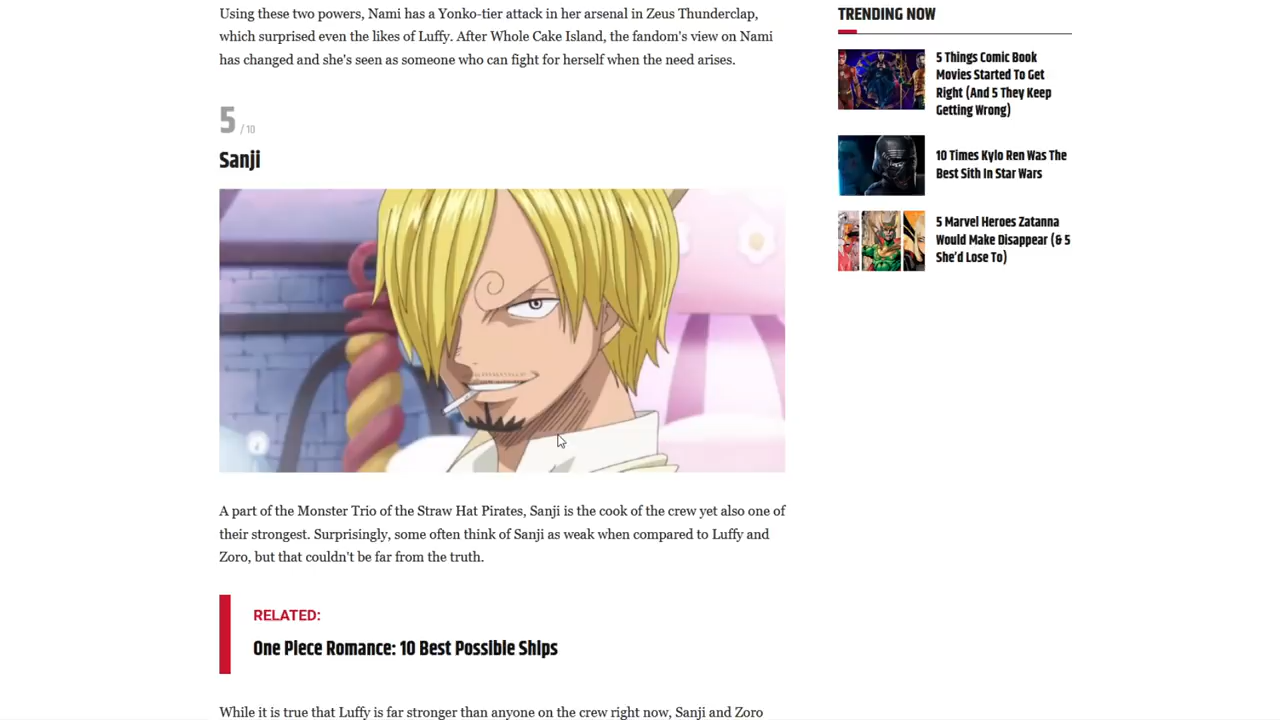 Using these two powers, Nami has a Yonko-tier attack in her arsenal in Zeus Thunderclap,
which surprised even the likes of Luffy. After Whole Cake Island, the fandom's view on Nami
has changed and she's seen as someone who can fight for herself when the need arises.
5 / 10
Sanji
A part of the Monster Trio of the Straw Hat Pirates, Sanji is the cook of the crew yet also one of
their strongest. Surprisingly, some often think of Sanji as weak when compared to Luffy and
Zoro, but that couldn't be far from the truth.
RELATED:
One Piece Romance: 10 Best Possible Ships
While it is true that Luffy is far stronger than anyone on the crew right now, Sanji and Zoro
TRENDING NOW
5 Things Comic Book
Movies Started To Get
Right (And 5 They Keep
Getting Wrong)
10 Times Kylo Ren Was The
Best Sith In Star Wars
5 Marvel Heroes Zatanna
Would Make Disappear (& 5
She'd Lose To)